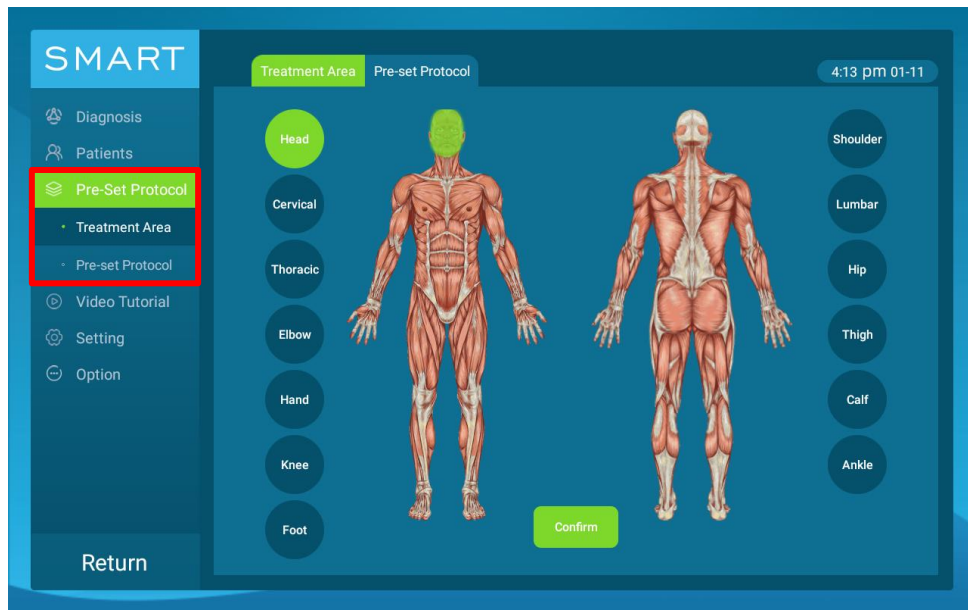 SMART
Treatment Area
Pre-set Protocol
4:13 pm 01-11
Diagnosis
Patients
Pre-Set Protocol
Treatment Area
Pre-set Protocol
Video Tutorial
Setting
Option
Return
Head
Cervical
Thoracic
Elbow
Hand
Knee
Foot
Shoulder
Lumbar
Hip
Thigh
Calf
Ankle
Confirm